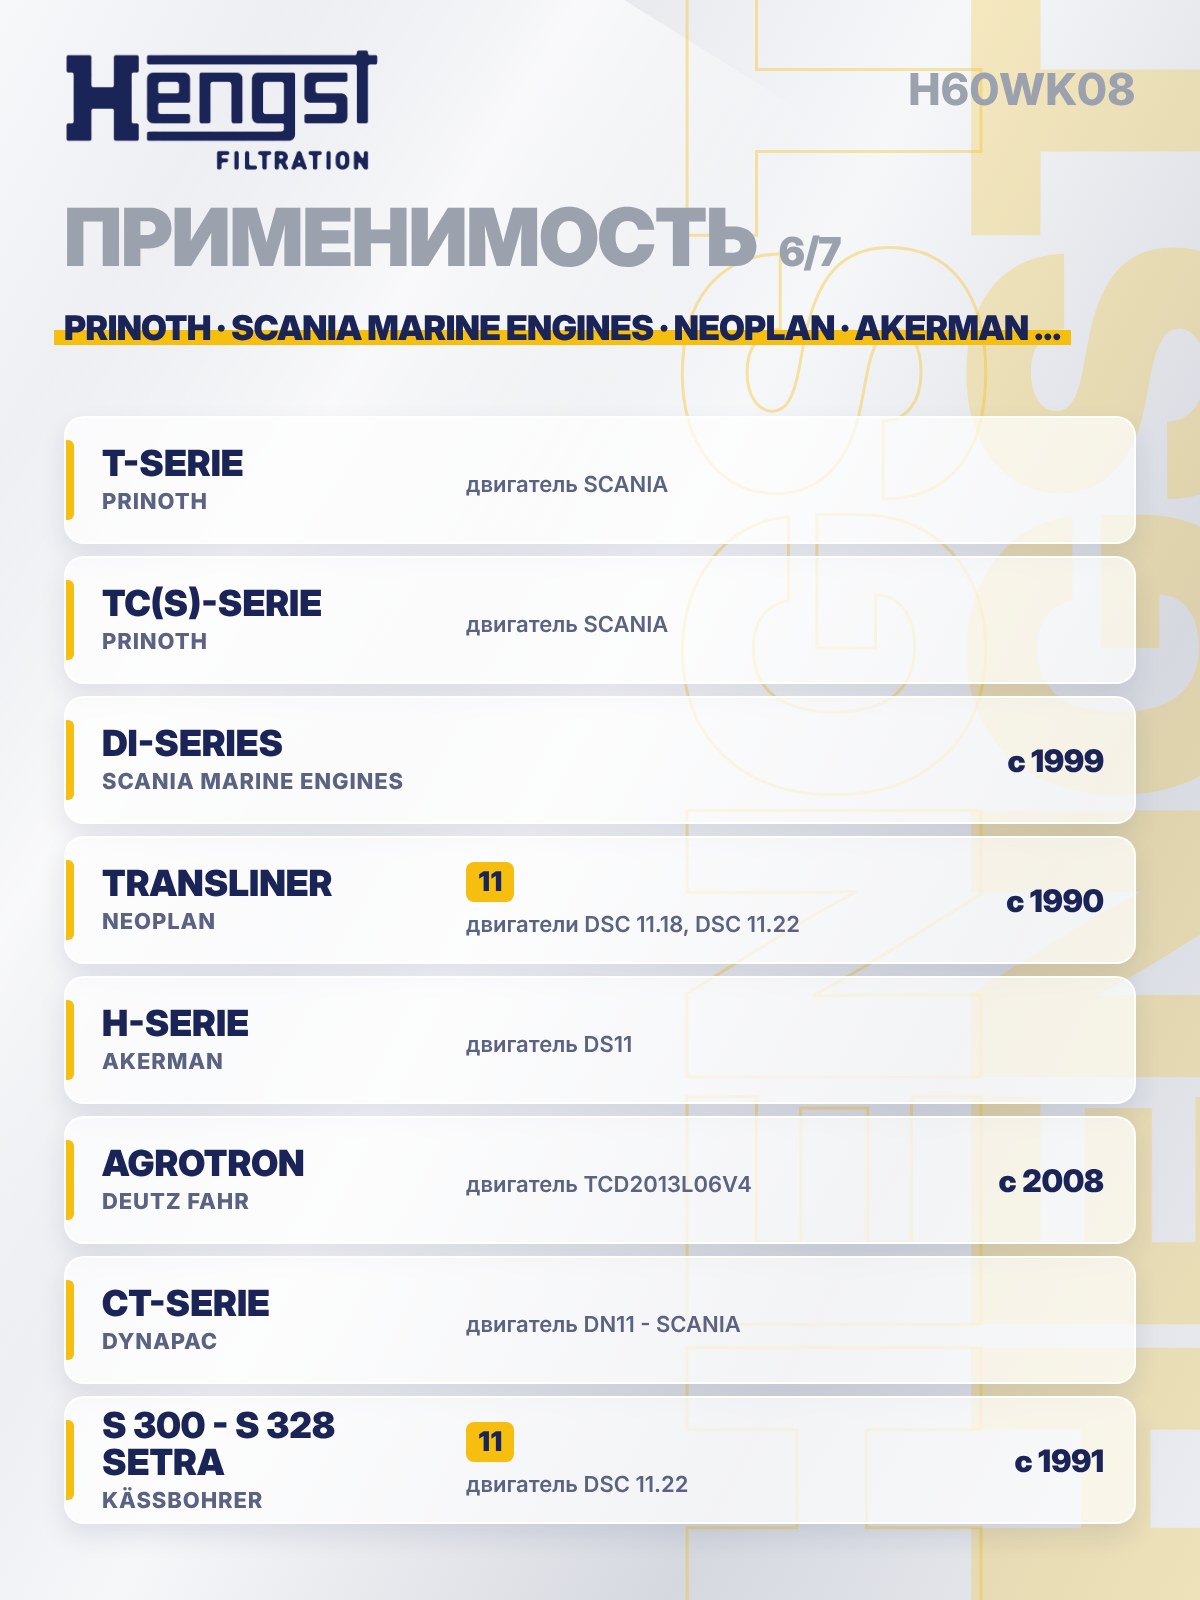 Hengst
FILTRATION
H60WK08
ПРИМЕНИМОСТЬ 6/7
PRINOTH · SCANIA MARINE ENGINES · NEOPLAN · AKERMAN ...
T-SERIE
PRINOTH
двигатель SCANIA
TC(S)-SERIE
PRINOTH
двигатель SCANIA
DI-SERIES
SCANIA MARINE ENGINES
с 1999
TRANSLINER
NEOPLAN
11
двигатели DSC 11.18, DSC 11.22
с 1990
H-SERIE
AKERMAN
двигатель DS11
AGROTRON
DEUTZ FAHR
двигатель TCD2013L06V4
с 2008
CT-SERIE
DYNAPAC
двигатель DN11 - SCANIA
S 300 - S 328
SETRA
KÄSSBOHRER
11
двигатель DSC 11.22
с 1991
HENGST
HENGST